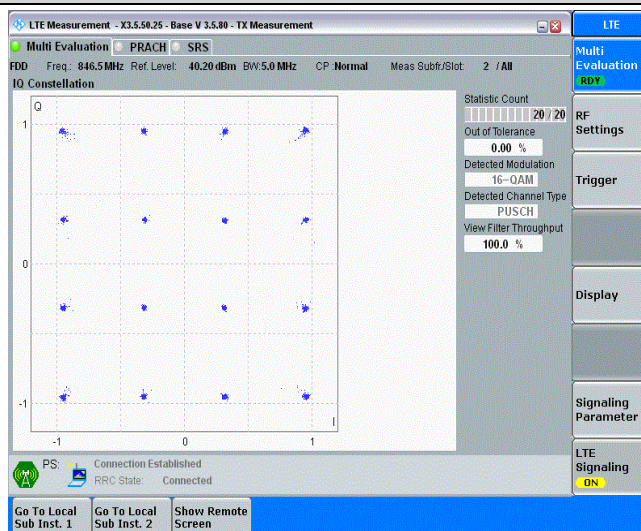 LTE Measurement - X3.5.50.25 - Base V 3.5.80 - TX Measurement
LTE
Multi Evaluation PRACH SRS
FDD Freq.: 846.5 MHz Ref. Level: 40.20 dBm BW:5.0 MHz CP :Normal Meas Subfr./Slot: 2 / All
IQ Constellation
Q
1
0
-1
-1 0 1
I
Statistic Count
20 / 20
Out of Tolerance
0.00 %
Detected Modulation
16-QAM
Detected Channel Type
PUSCH
View Filter Throughput
100.0 %
Multi
Evaluation
RDY
RF
Settings
Trigger
Display
Signaling
Parameter
LTE
Signaling
ON
PS: Connection Established
RRC State: Connected
Go To Local
Sub Inst. 1
Go To Local
Sub Inst. 2
Show Remote
Screen